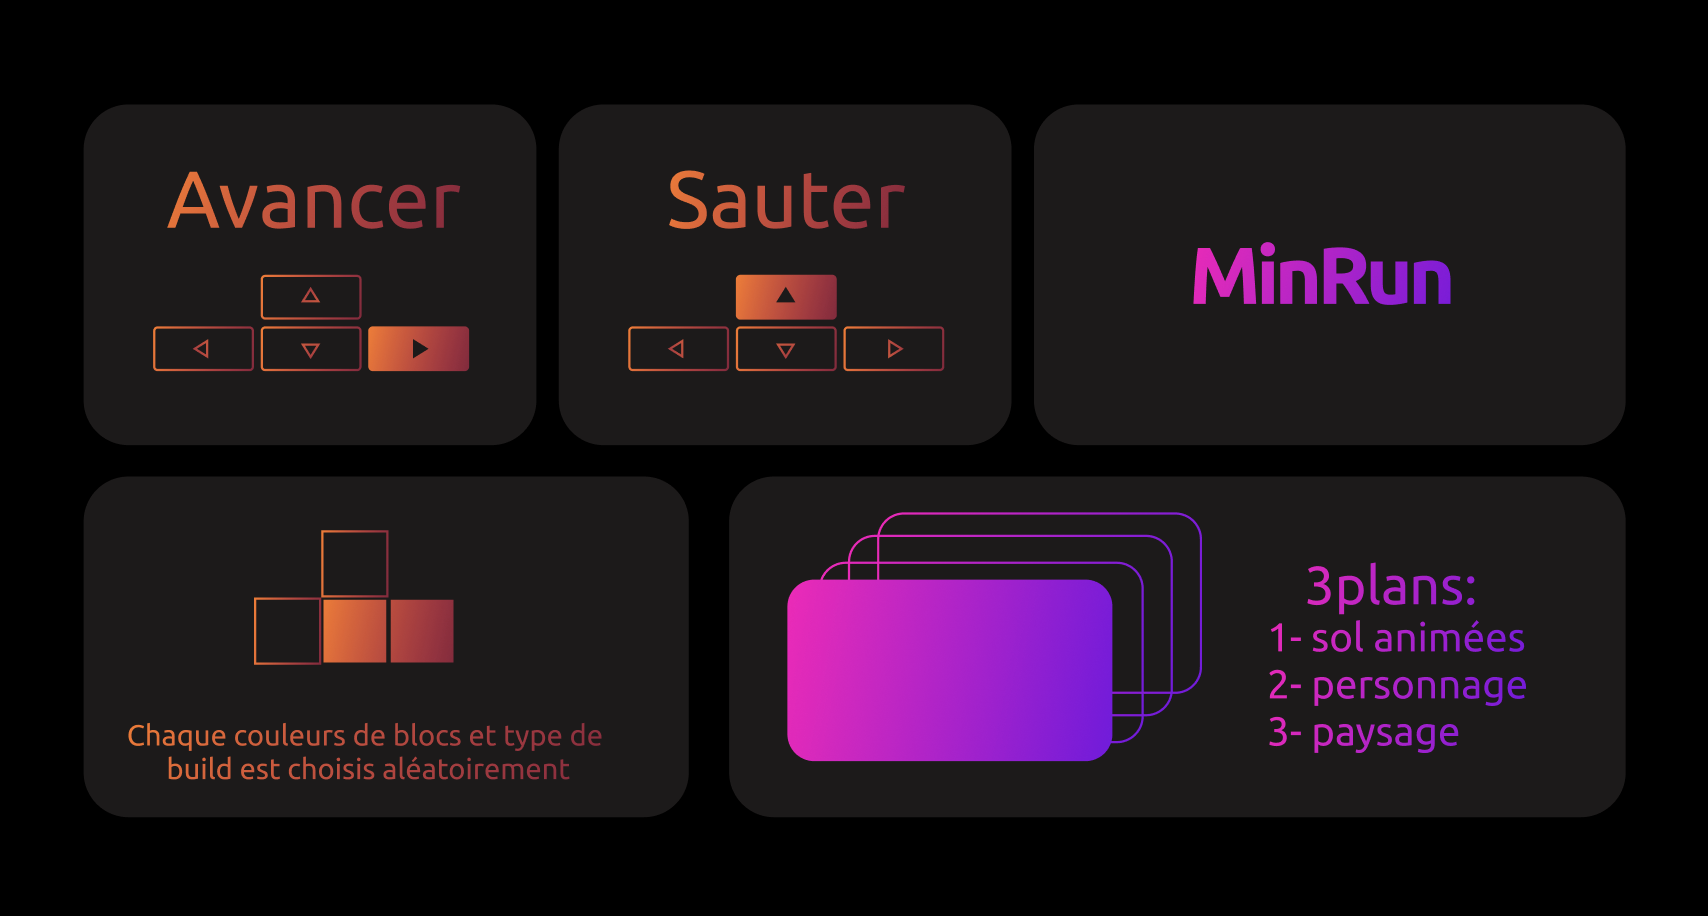 Avancer
Sauter
MinRun
Chaque couleurs de blocs et type de
build est choisis aléatoirement
3plans:
1- sol animées
2- personnage
3- paysage